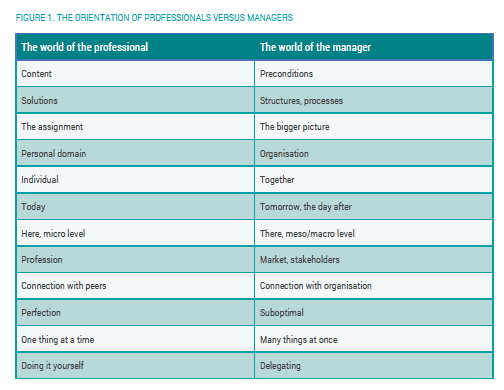 FIGURE 1. THE ORIENTATION OF PROFESSIONALS VERSUS MANAGERS
The world of the professional The world of the manager
Content Preconditions
Solutions Structures, processes
The assignment The bigger picture
Personal domain Organisation
Individual Together
Today Tomorrow, the day after
Here, micro level There, meso/macro level
Profession Market, stakeholders
Connection with peers Connection with organisation
Perfection Suboptimal
One thing at a time Many things at once
Doing it yourself Delegating